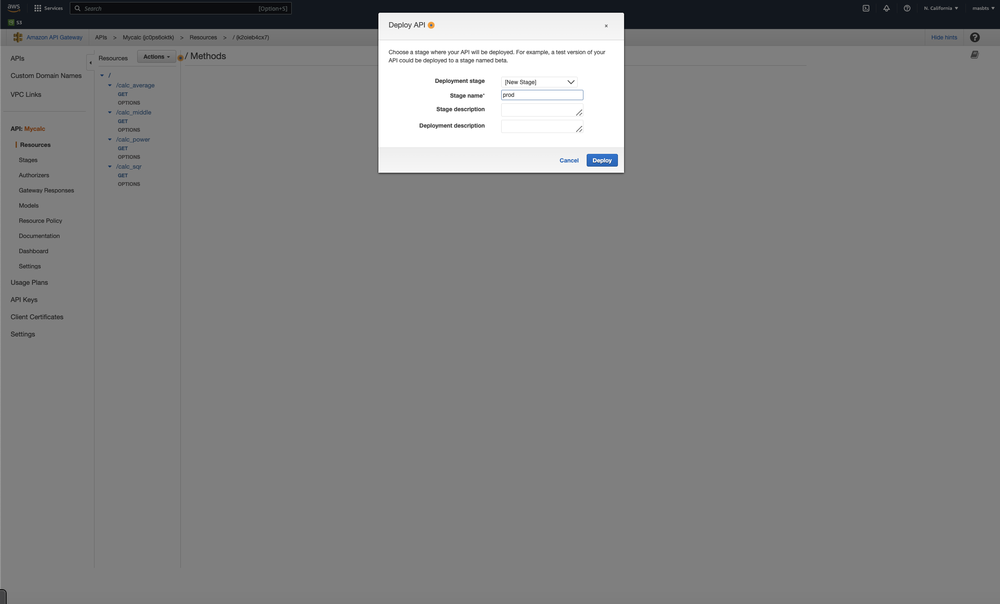 aws
Services
Search
[Option+S]
N. California ▼
masbts ▼
S3
Amazon API Gateway
APIs > Mycalc (jc0ps6oktk) > Resources > / (k2oieb4cx7)
Hide hints
?
APIs
Custom Domain Names
VPC Links
API: Mycalc
Resources
Stages
Authorizers
Gateway Responses
Models
Resource Policy
Documentation
Dashboard
Settings
Usage Plans
API Keys
Client Certificates
Settings
Resources
Actions
/ Methods
/
/calc_average
GET
OPTIONS
/calc_middle
GET
OPTIONS
/calc_power
GET
OPTIONS
/calc_sqr
GET
OPTIONS
Deploy API
×
Choose a stage where your API will be deployed. For example, a test version of your
API could be deployed to a stage named beta.
Deployment stage
[New Stage]
Stage name*
prod
Stage description
Deployment description
Cancel
Deploy